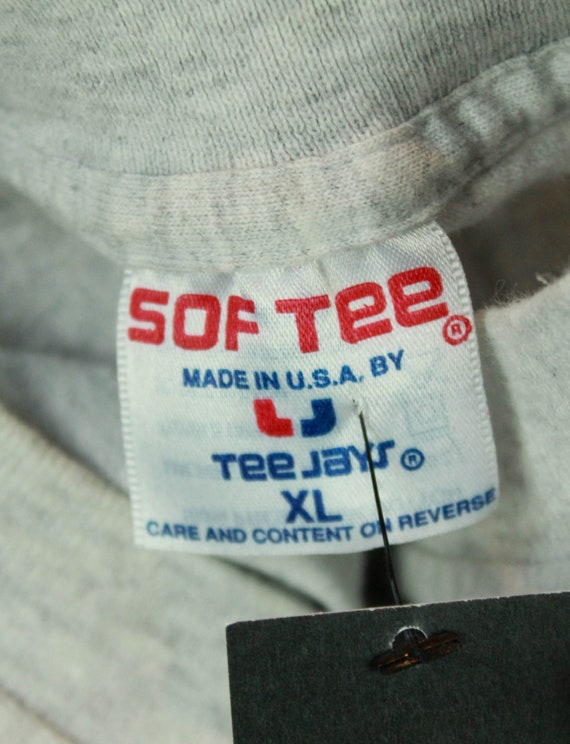 SOF TEE ®
MADE IN U.S.A. BY
TEE JAYS ®
XL
CARE AND CONTENT ON REVERSE